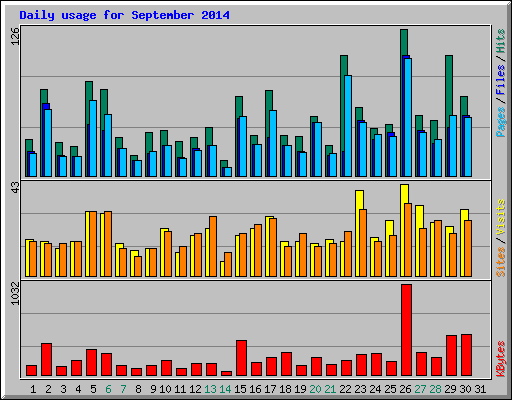 Daily usage for September 2014
126
Pages / Files / Hits
43
Sites / Visits
1032
KBytes
1 2 3 4 5 6 7 8 9 10 11 12 13 14 15 16 17 18 19 20 21 22 23 24 25 26 27 28 29 30 31